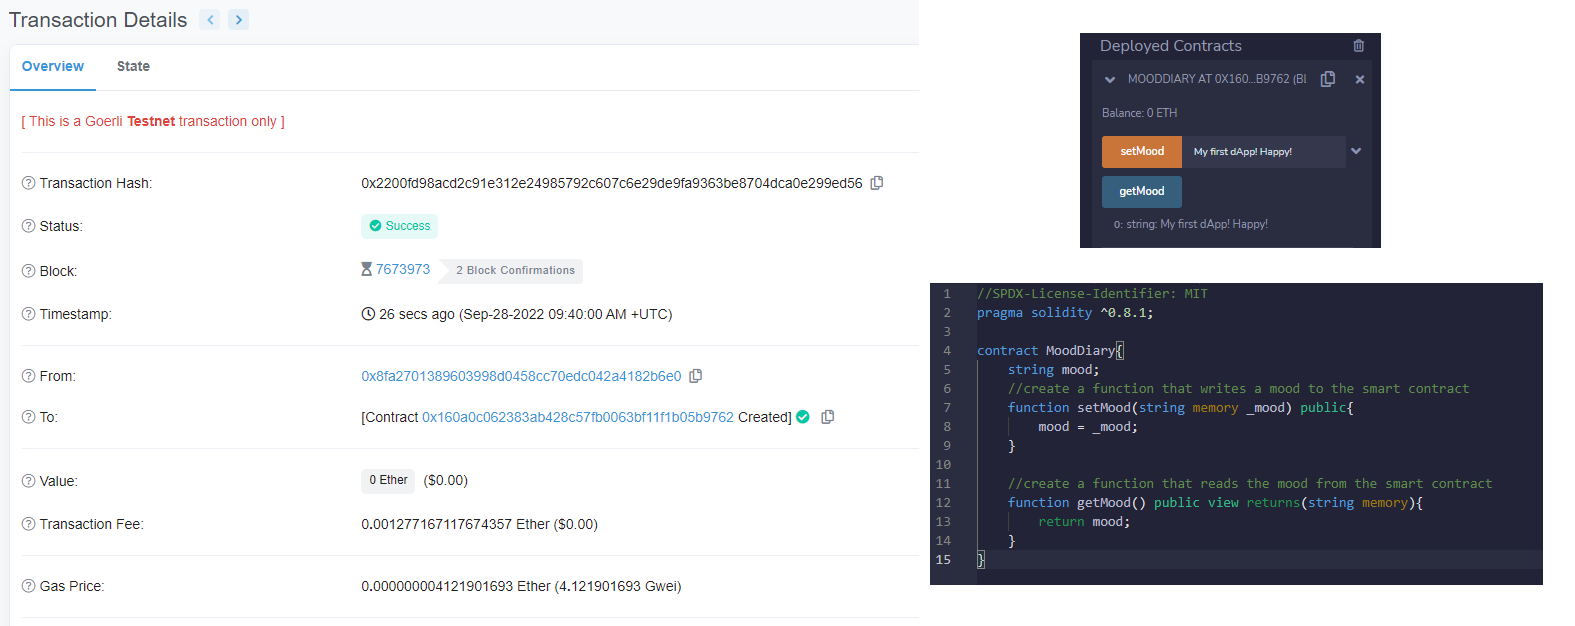 Transaction Details
Overview State
[ This is a Goerli Testnet transaction only ]
Transaction Hash: 0x2200fd98acd2c91e312e24985792c607c6e29de9fa9363be8704dca0e299ed56
Status: Success
Block: 7673973 2 Block Confirmations
Timestamp: 26 secs ago (Sep-28-2022 09:40:00 AM +UTC)
From: 0x8fa2701389603998d0458cc70edc042a4182b6e0
To: [Contract 0x160a0c062383ab428c57fb0063bf11f1b05b9762 Created]
Value: 0 Ether ($0.00)
Transaction Fee: 0.001277167117674357 Ether ($0.00)
Gas Price: 0.000000004121901693 Ether (4.121901693 Gwei)
Deployed Contracts
MOODDIARY AT 0X160...B9762 (Bl
Balance: 0 ETH
setMood My first dApp! Happy!
getMood
0: string: My first dApp! Happy!
1 //SPDX-License-Identifier: MIT
2 pragma solidity ^0.8.1;
3
4 contract MoodDiary{
5 string mood;
6 //create a function that writes a mood to the smart contract
7 function setMood(string memory _mood) public{
8 mood = _mood;
9 }
10
11 //create a function that reads the mood from the smart contract
12 function getMood() public view returns(string memory){
13 return mood;
14 }
15 }